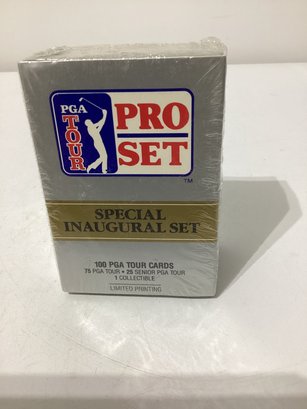 PGA
TOUR
PRO
SET
TM
SPECIAL
INAUGURAL SET
100 PGA TOUR CARDS
75 PGA TOUR • 25 SENIOR PGA TOUR
1 COLLECTIBLE
LIMITED PRINTING